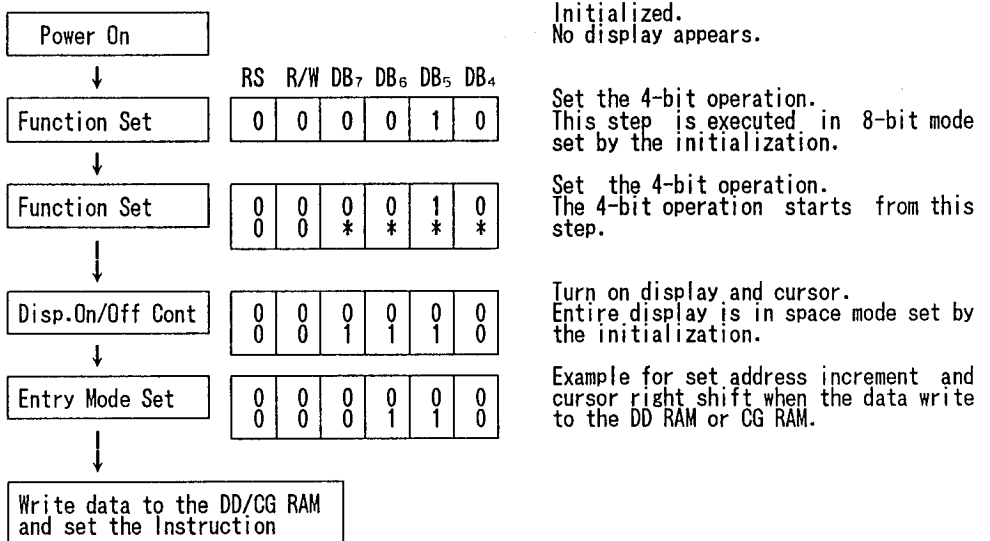 Power On
Initialized.
No display appears.
RS R/W DB7 DB6 DB5 DB4
Function Set
0 0 0 0 1 0
Set the 4-bit operation.
This step is executed in 8-bit mode
set by the initialization.
Function Set
0 0 0 0 1 0
0 0 * * * *
Set the 4-bit operation.
The 4-bit operation starts from this
step.
Disp.On/Off Cont
0 0 0 0 0 0
0 0 1 1 1 0
Turn on display and cursor.
Entire display is in space mode set by
the initialization.
Entry Mode Set
0 0 0 0 0 0
0 0 0 1 1 0
Example for set address increment and
cursor right shift when the data write
to the DD RAM or CG RAM.
Write data to the DD/CG RAM
and set the Instruction